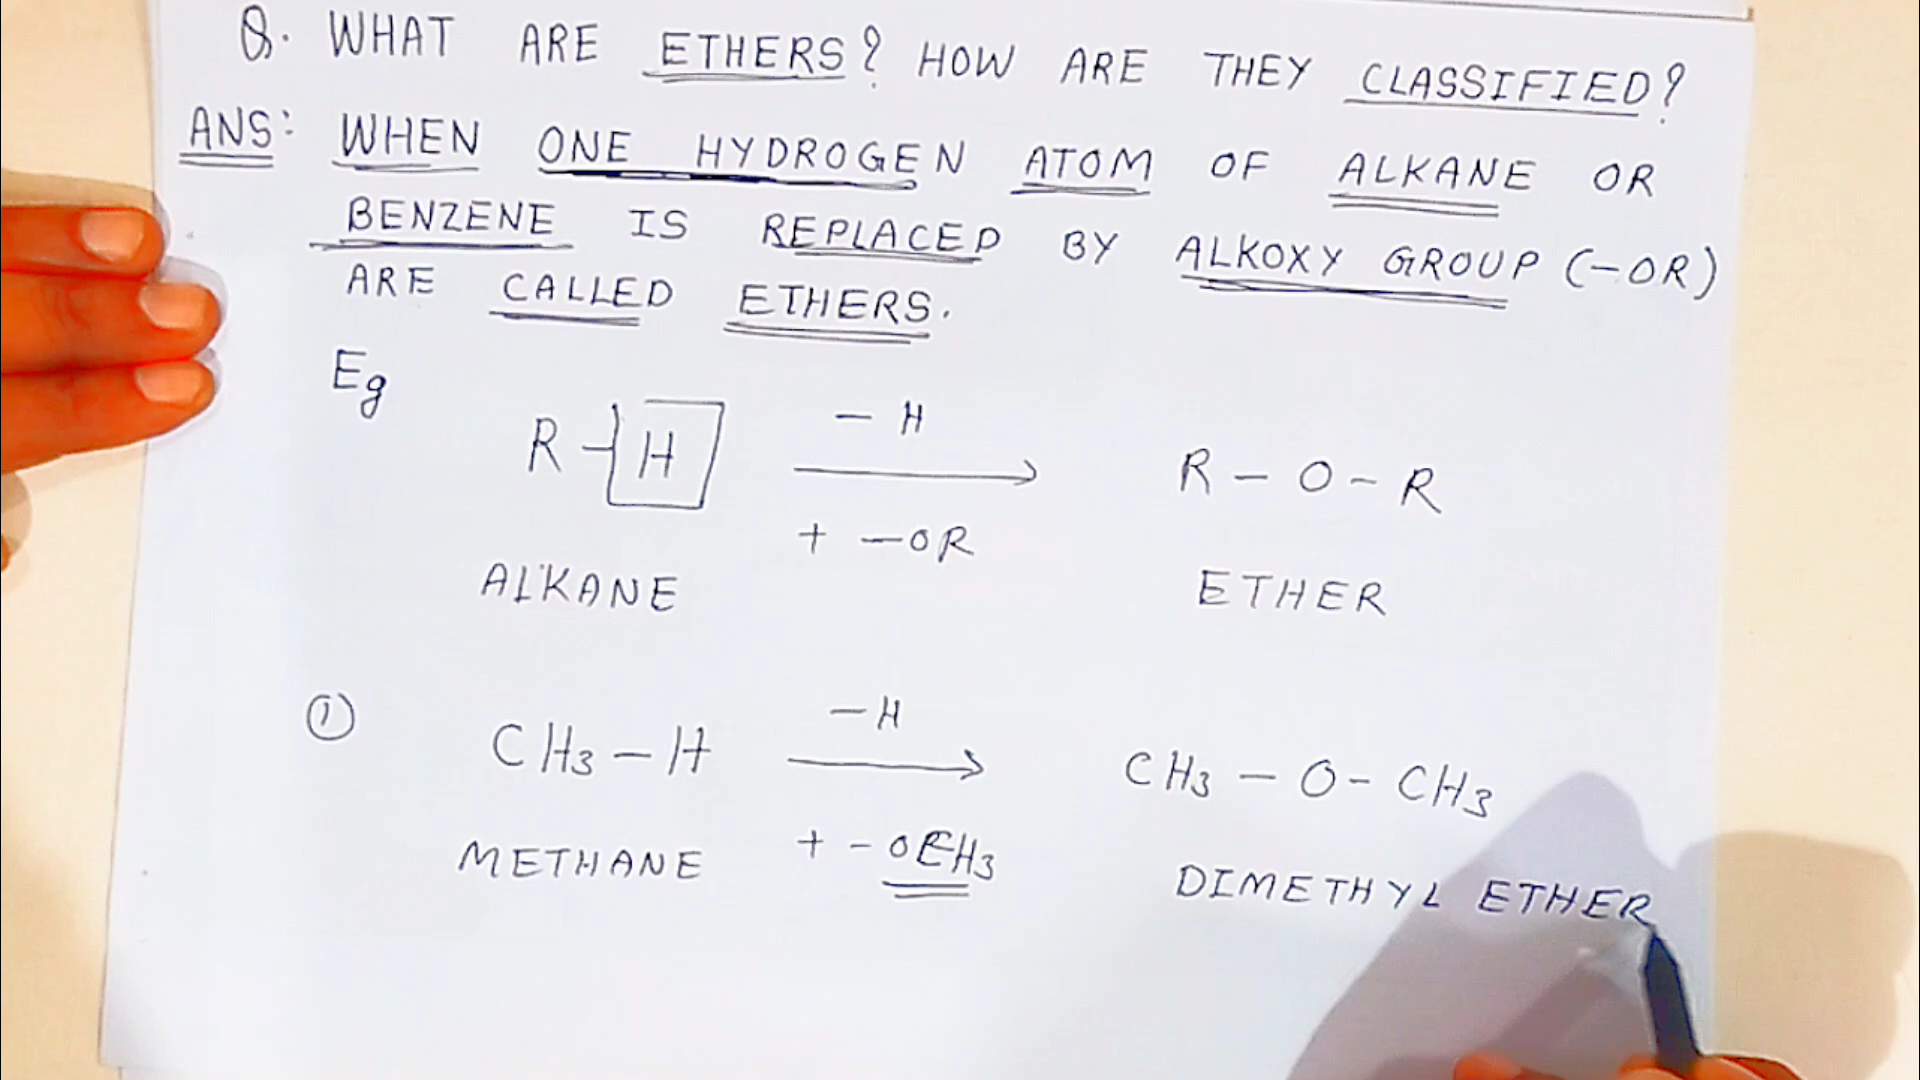 Q. WHAT ARE ETHERS? HOW ARE THEY CLASSIFIED?
ANS: WHEN ONE HYDROGEN ATOM OF ALKANE OR
BENZENE IS REPLACED BY ALKOXY GROUP (-OR)
ARE CALLED ETHERS.
Eg
R - H
- H
+ -OR
R - O - R
ALKANE
ETHER
①
CH3 - H
- H
+ - OCH3
CH3 - O - CH3
METHANE
DIMETHYL ETHER